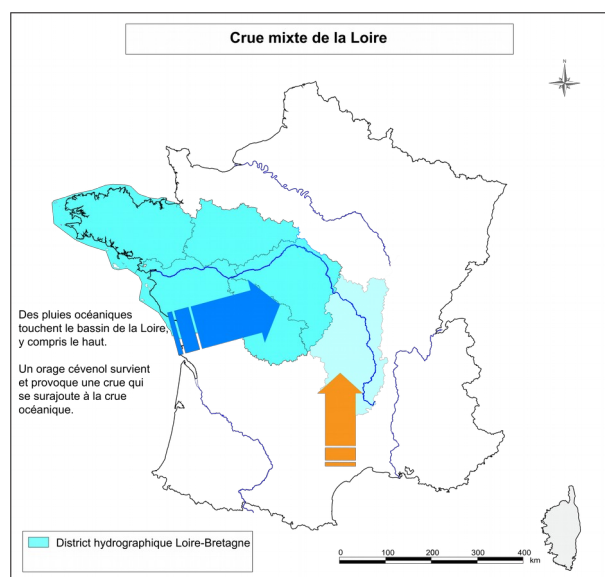 Crue mixte de la Loire
N
Des pluies océaniques
touchent le bassin de la Loire,
y compris le haut.
Un orage cévenol survient
et provoque une crue qui
se surajoute à la crue
océanique.
District hydrographique Loire-Bretagne
0 100 200 300 400
km